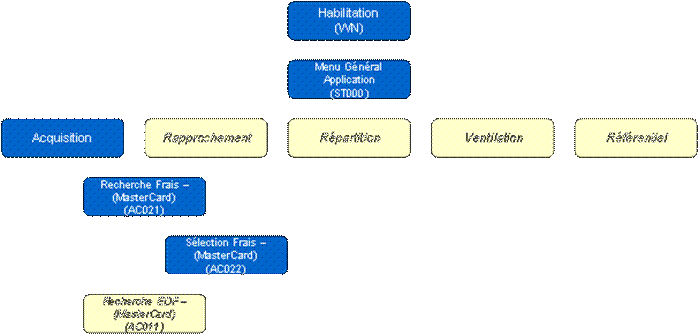 Habilitation
(VVN)
Menu Général
Application
(ST000)
Acquisition
Rapprochement
Répartition
Ventilation
Référentiel
Recherche Frais –
(MasterCard)
(AC021)
Sélection Frais –
(MasterCard)
(AC022)
Recherche EDF –
(MasterCard)
(AC011)